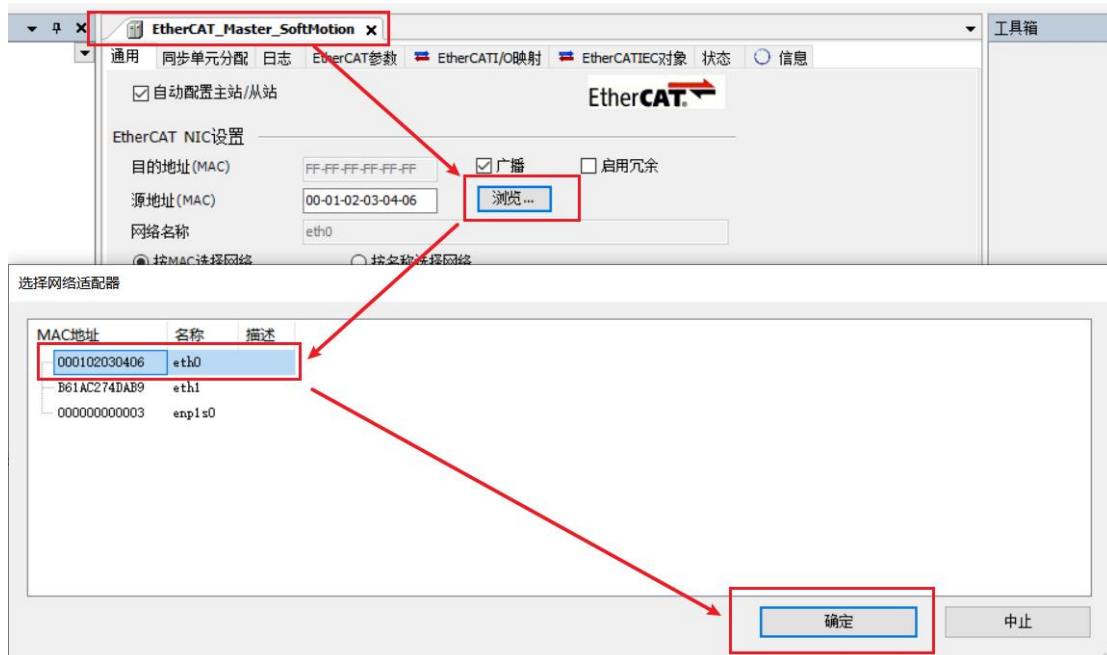 EtherCAT_Master_SoftMotion
工具箱
通用 同步单元分配 日志 EtherCAT参数 EtherCATI/O映射 EtherCATIEC对象 状态 信息
自动配置主站/从站
EtherCAT
EtherCAT NIC设置
目的地址(MAC) FF-FF-FF-FF-FF-FF 广播 启用冗余
源地址(MAC) 00-01-02-03-04-06 浏览...
网络名称 eth0
按MAC选择网络 按名称选择网络
选择网络适配器
MAC地址 名称 描述
000102030406 eth0
B61AC274DAB9 eth1
000000000003 enp1s0
确定 中止